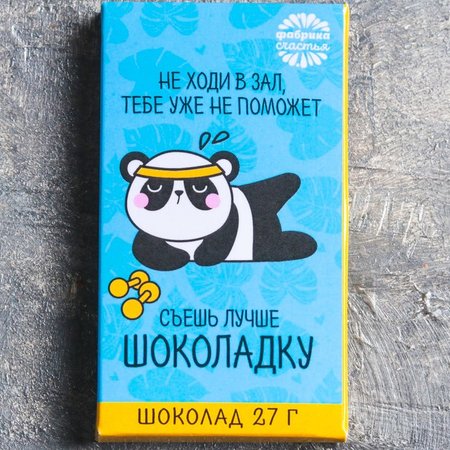 фабрика
счастья
НЕ ХОДИ В ЗАЛ,
ТЕБЕ УЖЕ НЕ ПОМОЖЕТ
СЪЕШЬ ЛУЧШЕ
ШОКОЛАДКУ
ШОКОЛАД 27 Г